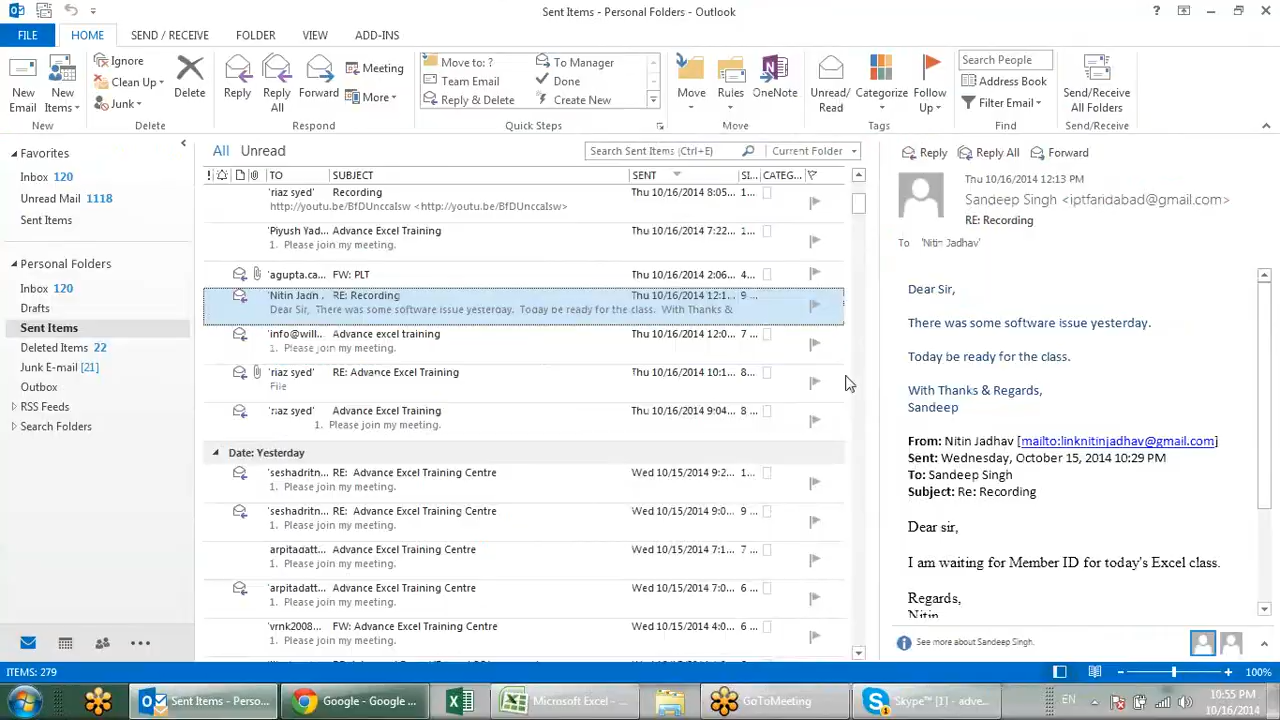 Sent Items - Personal Folders - Outlook
FILE HOME SEND / RECEIVE FOLDER VIEW ADD-INS
New Email
New Items
Ignore
Clean Up
Junk
Delete
Reply
Reply All
Forward
Meeting
More
Move to: ?
Team Email
Reply & Delete
To Manager
Done
Create New
Move
Rules
OneNote
Unread/ Read
Categorize
Follow Up
Search People
Address Book
Filter Email
Send/Receive All Folders
New Delete Respond Quick Steps Move Tags Find Send/Receive
Favorites
Inbox 120
Unread Mail 1118
Sent Items
Personal Folders
Inbox 120
Drafts
Sent Items
Deleted Items 22
Junk E-mail [21]
Outbox
RSS Feeds
Search Folders
All Unread
Search Sent Items (Ctrl+E) Current Folder
TO SUBJECT SENT SI... CATEG...
'riaz syed' Recording Thu 10/16/2014 8:05... 1...
http://youtu.be/BfDUnccaIsw <http://youtu.be/BfDUnccaIsw>
'Piyush Yad... Advance Excel Training Thu 10/16/2014 7:22... 1...
1. Please join my meeting.
'agupta.ca... FW: PLT Thu 10/16/2014 2:06... 4...
'Nitin Jadh... RE: Recording Thu 10/16/2014 12:1... 9 ...
Dear Sir, There was some software issue yesterday. Today be ready for the class. With Thanks &
'info@will... Advance excel training Thu 10/16/2014 12:0... 7 ...
1. Please join my meeting.
'riaz syed' RE: Advance Excel Training Thu 10/16/2014 10:1... 8...
File
'riaz syed' Advance Excel Training Thu 10/16/2014 9:04... 8 ...
1. Please join my meeting.
Date: Yesterday
'seshadritn... RE: Advance Excel Training Centre Wed 10/15/2014 9:2... 1...
1. Please join my meeting.
'seshadritn... RE: Advance Excel Training Centre Wed 10/15/2014 9:0... 8 ...
1. Please join my meeting.
arpitadatt... Advance Excel Training Centre Wed 10/15/2014 7:1... 7 ...
1. Please join my meeting.
'arpitadatt... Advance Excel Training Centre Wed 10/15/2014 7:0... 6 ...
1. Please join my meeting.
'vrnk2008... FW: Advance Excel Training Centre Wed 10/15/2014 4:0... 6 ...
1. Please join my meeting.
Reply Reply All Forward
Thu 10/16/2014 12:13 PM
Sandeep Singh <iptfaridabad@gmail.com>
RE: Recording
To 'Nitin Jadhav'
Dear Sir,
There was some software issue yesterday.
Today be ready for the class.
With Thanks & Regards,
Sandeep
From: Nitin Jadhav [mailto:linknitinjadhav@gmail.com]
Sent: Wednesday, October 15, 2014 10:29 PM
To: Sandeep Singh
Subject: Re: Recording
Dear sir,
I am waiting for Member ID for today's Excel class.
Regards,
Nitin
See more about Sandeep Singh.
ITEMS: 279 100%
Sent Items - Perso... Google - Google ... Microsoft Excel - ... GoToMeeting Skype™ [1] - adve... EN 10:55 PM
10/16/2014